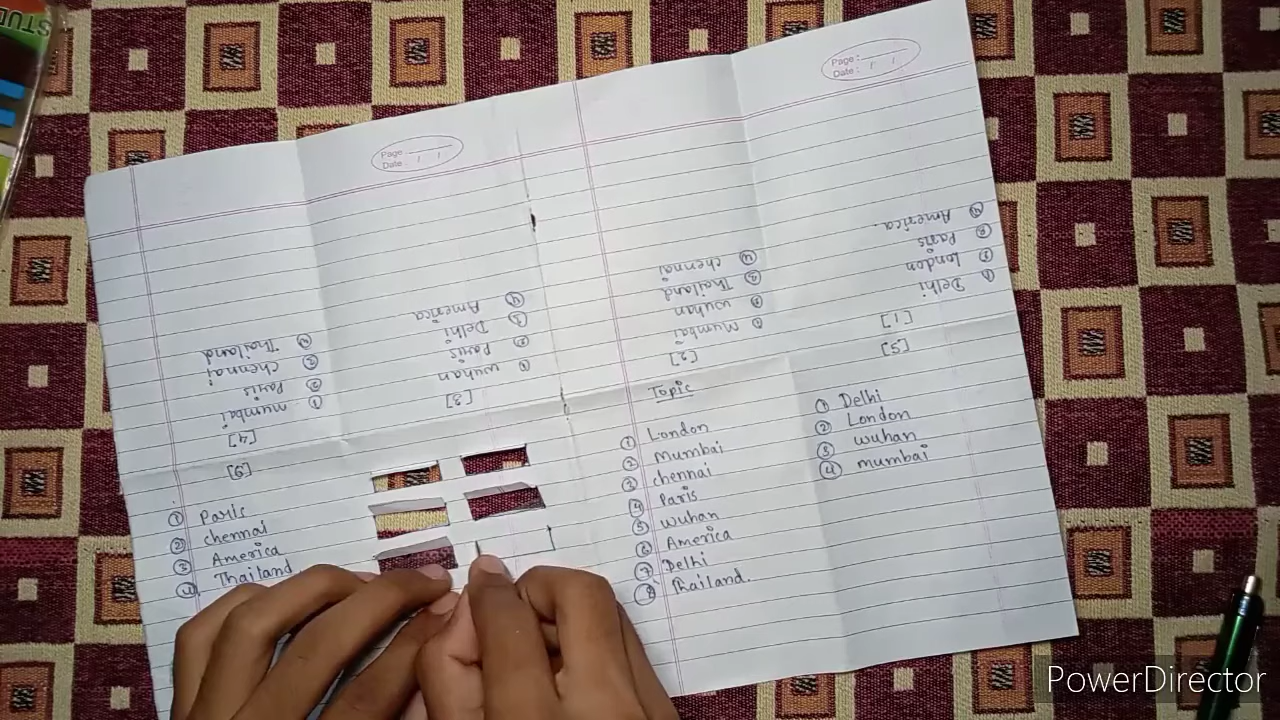 STUD
Page :
Date :
Page
Date :
[4]
① Mumbai
② Paris
③ chennai
④ Thailand
[3]
① wuhan
② Paris
③ Delhi
④ America
[2]
① Mumbai
② wuhan
③ Thailand
④ chennai
[1]
① Delhi
② London
③ Paris
④ America.
[6]
① Paris
② chennai
③ America
④ Thailand
Topic
① London
② Mumbai
③ chennai
④ Paris
⑤ wuhan
⑥ America
⑦ Delhi
⑧ Thailand.
[5]
① Delhi
② London
③ wuhan
④ mumbai
PowerDirector